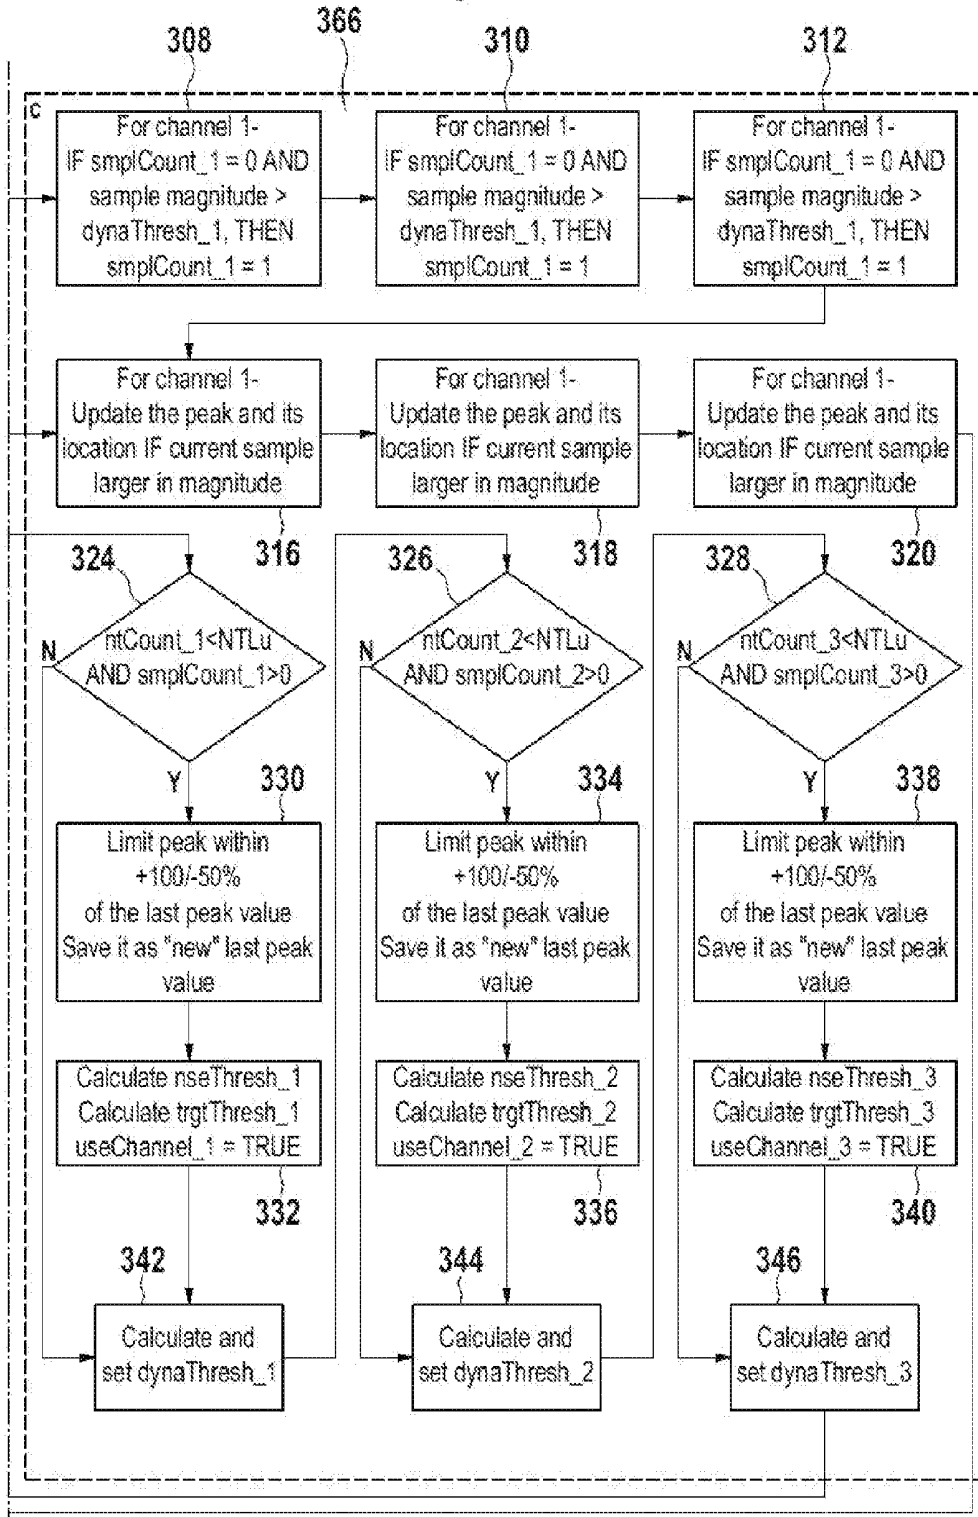 366
308
310
312
C
For channel 1-
IF smplCount_1 = 0 AND
sample magnitude >
dynaThresh_1, THEN
smplCount_1 = 1
For channel 1-
IF smplCount_1 = 0 AND
sample magnitude >
dynaThresh_1, THEN
smplCount_1 = 1
For channel 1-
IF smplCount_1 = 0 AND
sample magnitude >
dynaThresh_1, THEN
smplCount_1 = 1
For channel 1-
Update the peak and its
location IF current sample
larger in magnitude
For channel 1-
Update the peak and its
location IF current sample
larger in magnitude
For channel 1-
Update the peak and its
location IF current sample
larger in magnitude
316
318
320
324
326
328
N
ntCount_1<NTLu
AND smplCount_1>0
Y
N
ntCount_2<NTLu
AND smplCount_2>0
Y
N
ntCount_3<NTLu
AND smplCount_3>0
Y
330
334
338
Limit peak within
+100/-50%
of the last peak value
Save it as "new" last peak
value
Limit peak within
+100/-50%
of the last peak value
Save it as "new" last peak
value
Limit peak within
+100/-50%
of the last peak value
Save it as "new" last peak
value
Calculate nseThresh_1
Calculate trgtThresh_1
useChannel_1 = TRUE
Calculate nseThresh_2
Calculate trgtThresh_2
useChannel_2 = TRUE
Calculate nseThresh_3
Calculate trgtThresh_3
useChannel_3 = TRUE
332
336
340
342
344
346
Calculate and
set dynaThresh_1
Calculate and
set dynaThresh_2
Calculate and
set dynaThresh_3